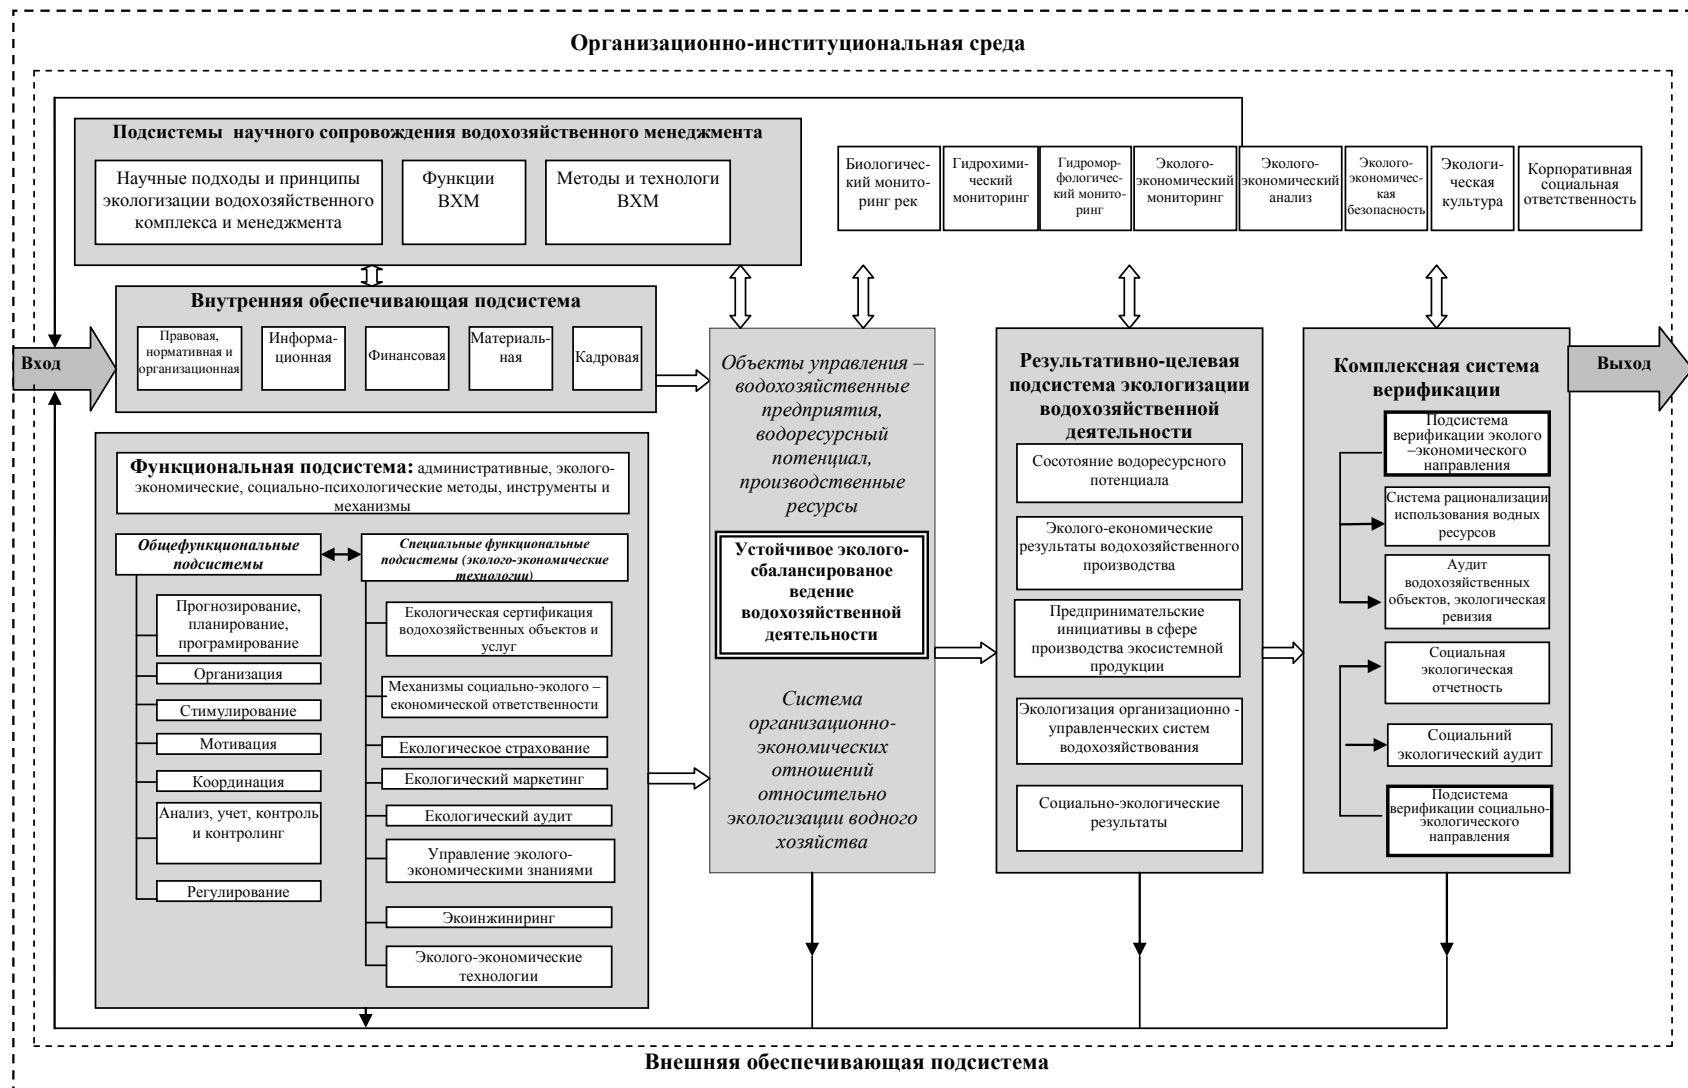 Организационно-институциональная среда
Подсистемы научного сопровождения водохозяйственного менеджмента
Научные подходы и принципы
экологизации водохозяйственного
комплекса и менеджмента
Функции
ВХМ
Методы и технологи
ВХМ
Биологичес-
кий монито-
ринг рек
Гидрохими-
ческий
мониторинг
Гидромор-
фологичес-
кий монито-
ринг
Эколого-
экономический
мониторинг
Эколого-
экономический
анализ
Эколого-
экономичес-
кая
безопасность
Экологи-
ческая
культура
Корпоративная
социальная
ответственность
Внутренняя обеспечивающая подсистема
Правовая,
нормативная и
организационная
Информа-
ционная
Финансовая
Материаль-
ная
Кадровая
Вход
Функциональная подсистема: административные, эколого-
экономические, социально-психологические методы, инструменты и
механизмы
Общефункциональные
подсистемы
Специальные функциональные
подсистемы (эколого-экономические
технологии)
Прогнозирование,
планирование,
програмирование
Организация
Стимулирование
Мотивация
Координация
Анализ, учет, контроль
и контролинг
Регулирование
Екологическая сертификация
водохозяйственных объектов и
услуг
Механизмы социально-эколого –
економической ответственности
Екологическое страхование
Екологический маркетинг
Екологический аудит
Управление эколого-
экономическими знаниями
Экоинжиниринг
Эколого-экономические
технологии
Объекты управления –
водохозяйственные
предприятия,
водоресурсный
потенциал,
производственные
ресурсы
Устойчивое эколого-
сбалансированое
ведение
водохозяйственной
деятельности
Система
организационно-
экономических
отношений
относительно
экологизации водного
хозяйства
Результативно-целевая
подсистема экологизации
водохозяйственной
деятельности
Сосотояние водоресурсного
потенциала
Эколого-економические
результаты водохозяйственного
производства
Предпринимательские
инициативы в сфере
производства экосистемной
продукции
Экологизация организационно -
управленческих систем
водохозяйствования
Социально-экологические
результаты
Комплексная система
верификации
Подсистема
верификации эколого
–экономического
направления
Система рационализации
использования водных
ресурсов
Аудит
водохозяйственных
объектов, экологическая
ревизия
Социальная
экологическая
отчетность
Социальний
экологический аудит
Подсистема
верификации социально-
экологического
направления
Выход
Внешняя обеспечивающая подсистема